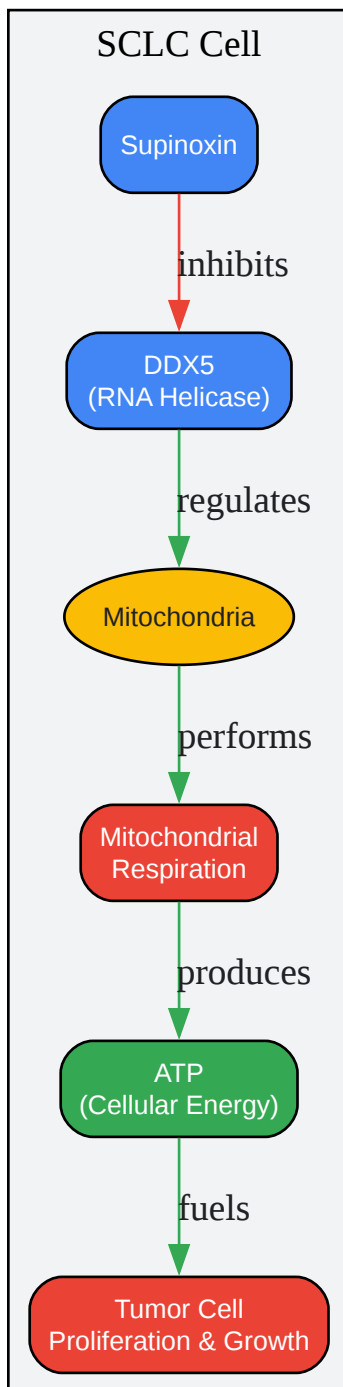 SCLC Cell
Supinoxin
inhibits
DDX5
(RNA Helicase)
regulates
Mitochondria
performs
Mitochondrial
Respiration
produces
ATP
(Cellular Energy)
fuels
Tumor Cell
Proliferation & Growth